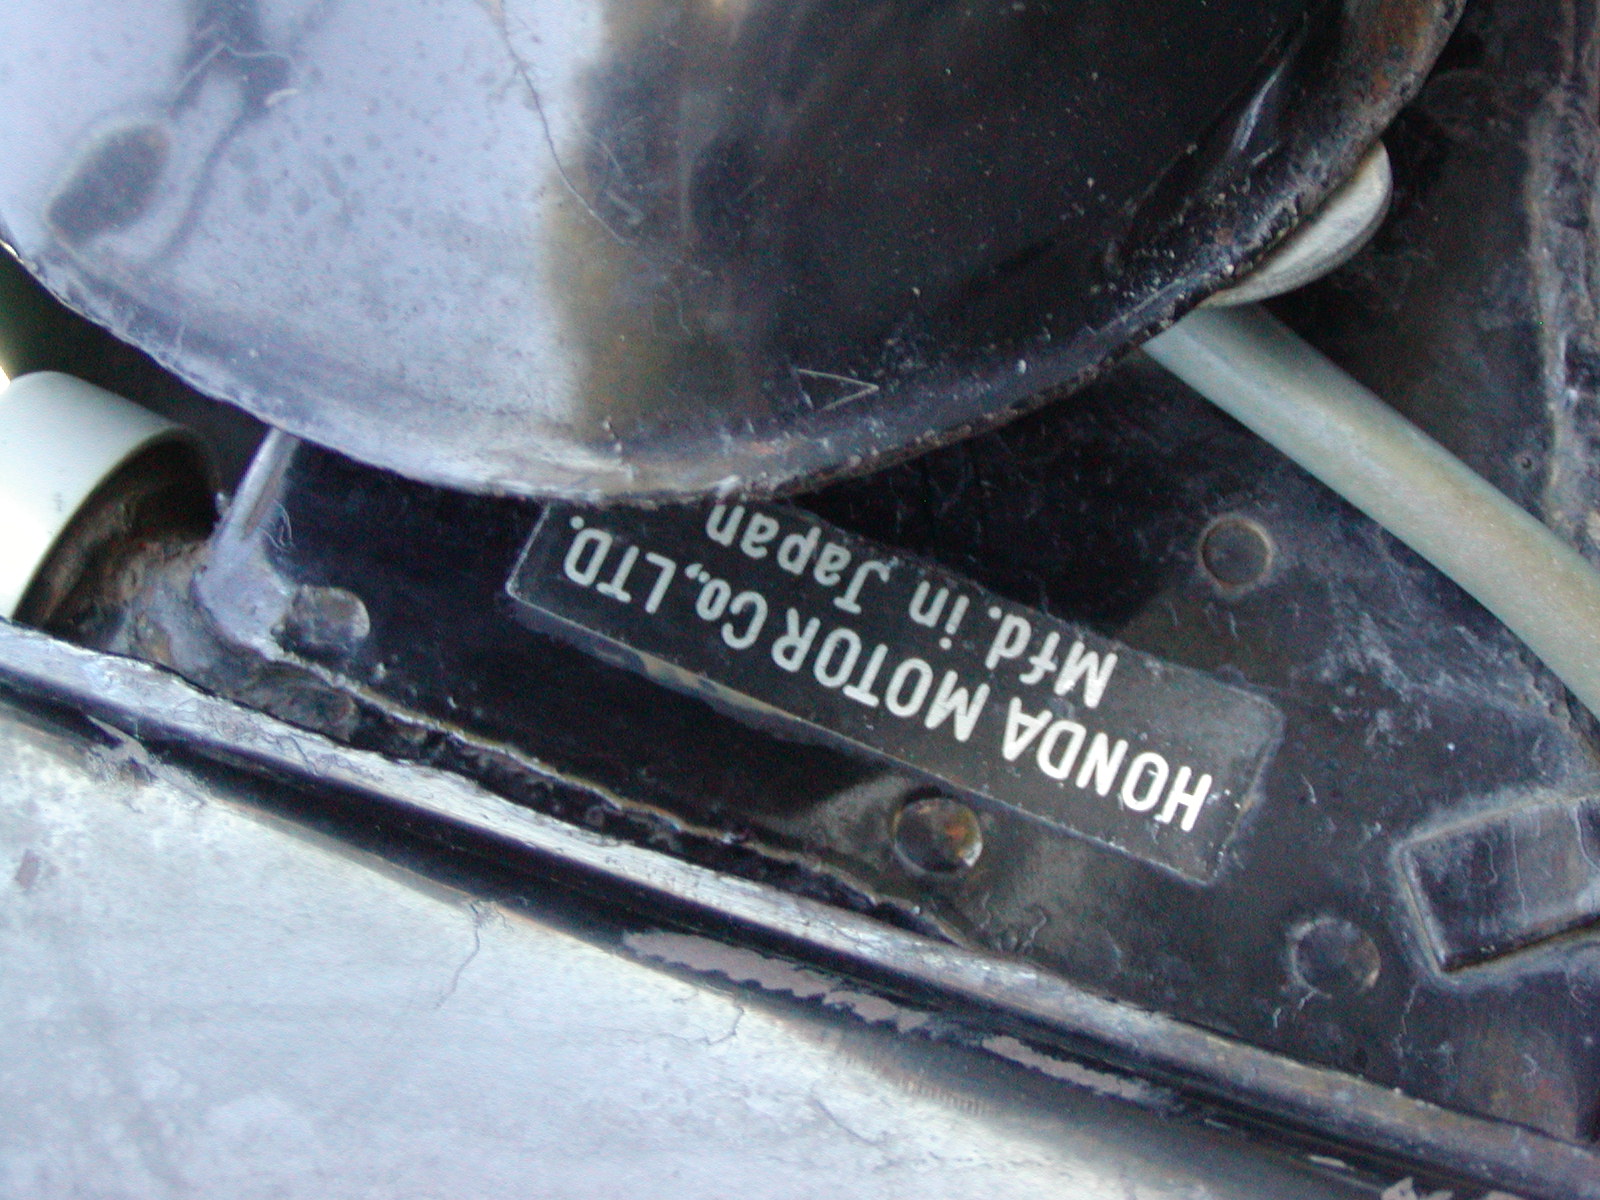 HONDA MOTOR Co., LTD.
Mfd. in Japan